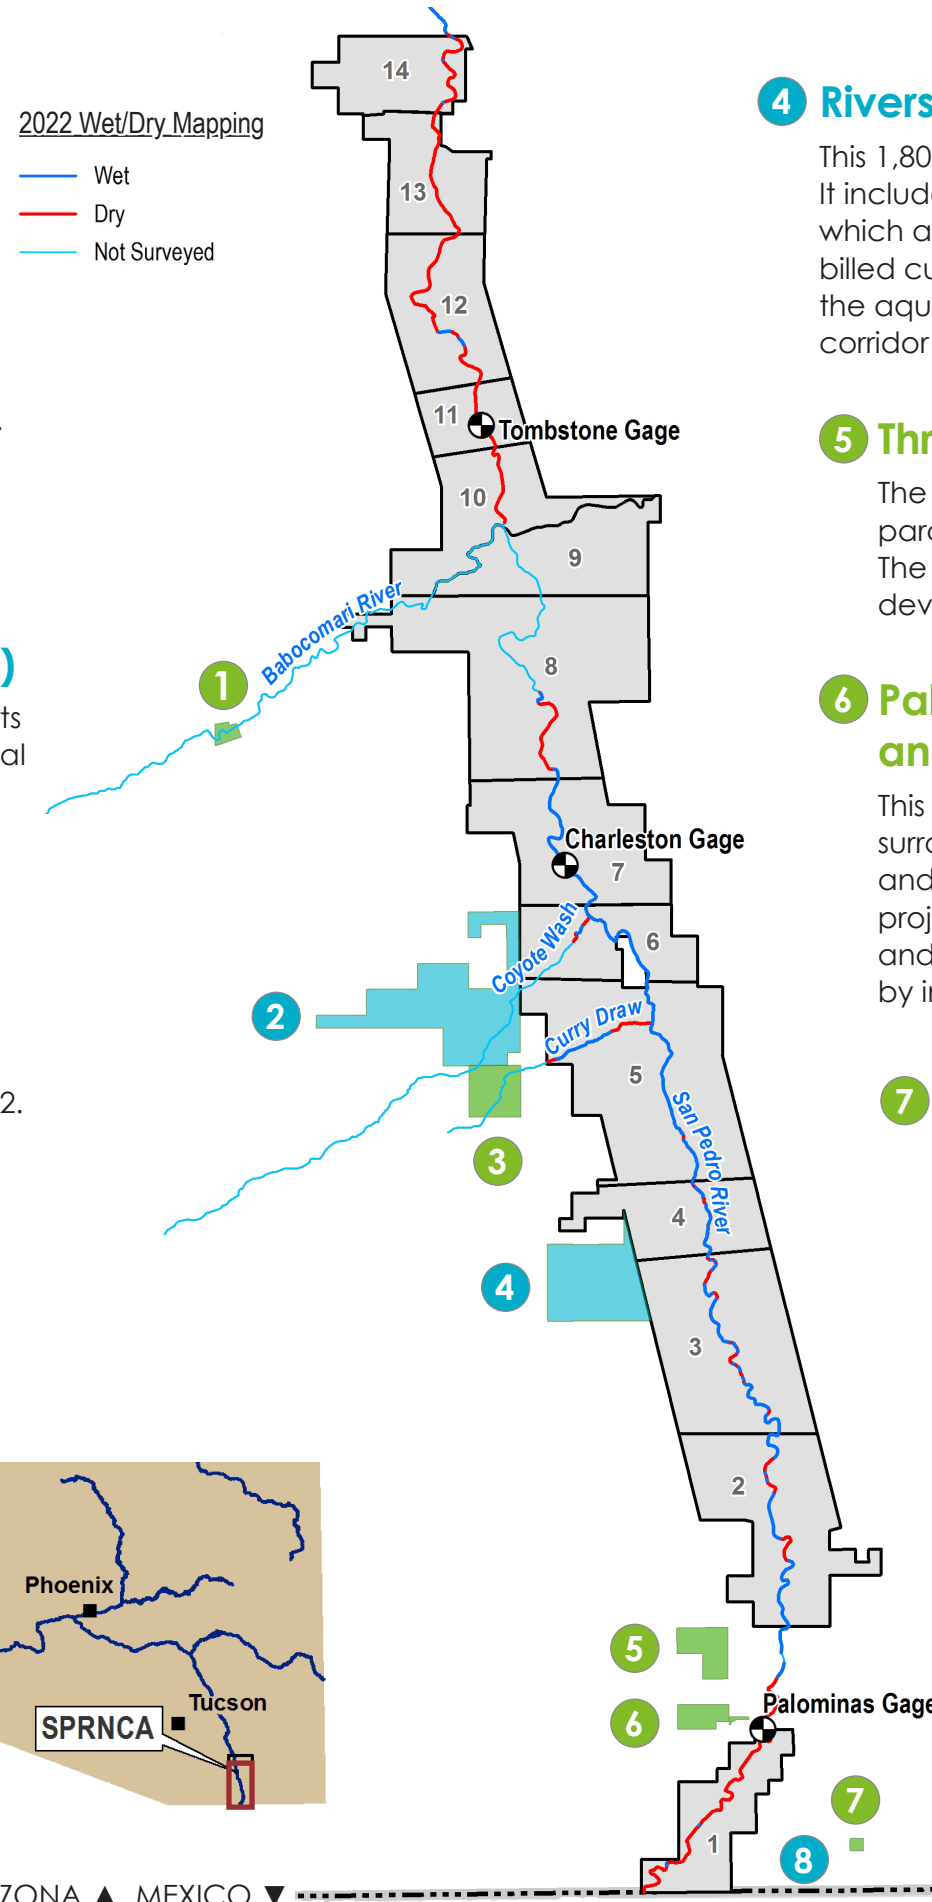 14
2022 Wet/Dry Mapping
Wet
Dry
Not Surveyed
13
12
11
Tombstone Gage
10
9
Babocomari River
8
1
)
ts
al
Charleston Gage
7
Coyote Wash
6
2
Curry Draw
5
2.
3
San Pedro River
4
4
3
2
Phoenix
Tucson
SPRNCA
5
6
Palominas Gage
1
7
8
ZONA ▲ MEXICO ▼
4 Rivers
This 1,80
It include
which a
billed cu
the aqu
corridor
5 Thr
The
parc
The
dev
6 Pal
an
This
surro
and
proj
and
by in
7